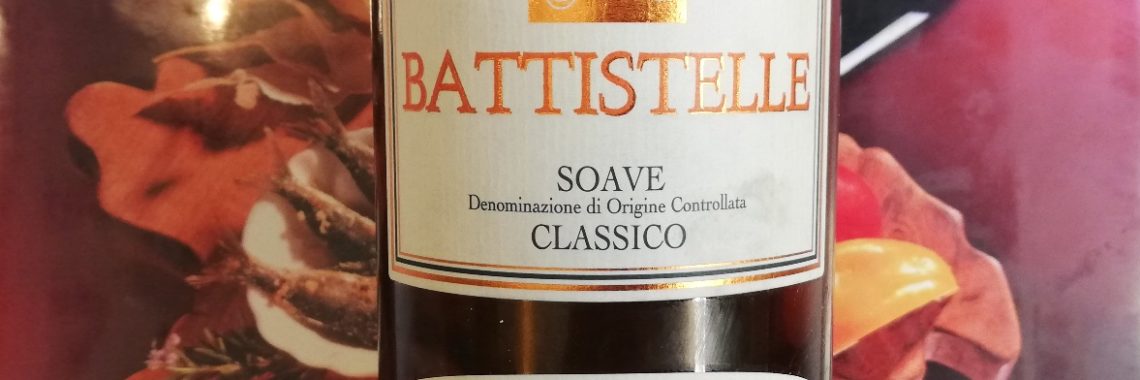 BATTISTELLE
SOAVE
Denominazione di Origine Controllata
CLASSICO